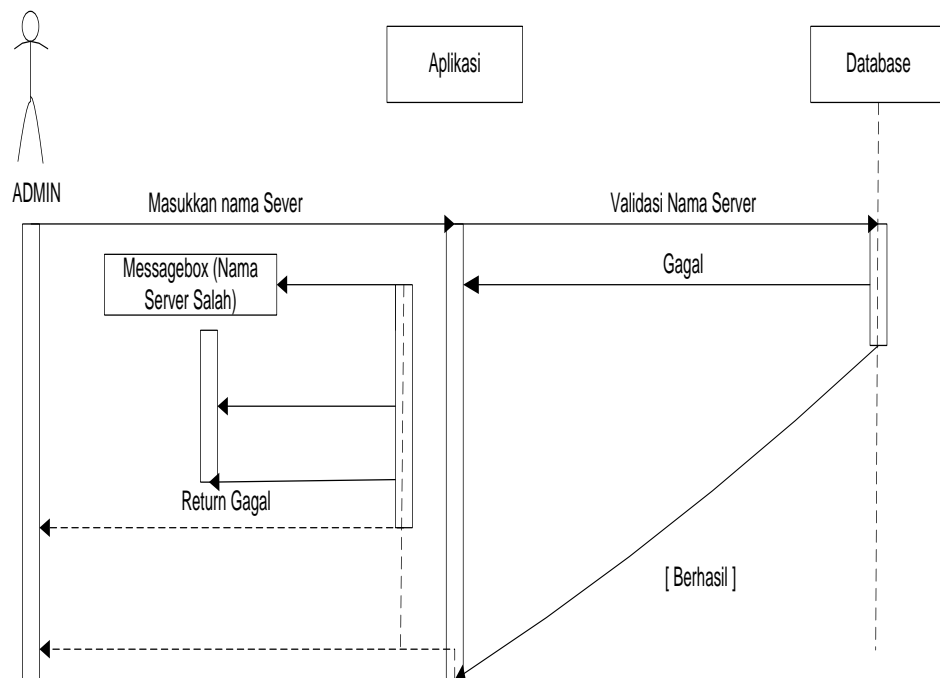 Aplikasi
Database
ADMIN
Masukkan nama Sever
Validasi Nama Server
Messagebox (Nama
Server Salah)
Gagal
Return Gagal
[ Berhasil ]